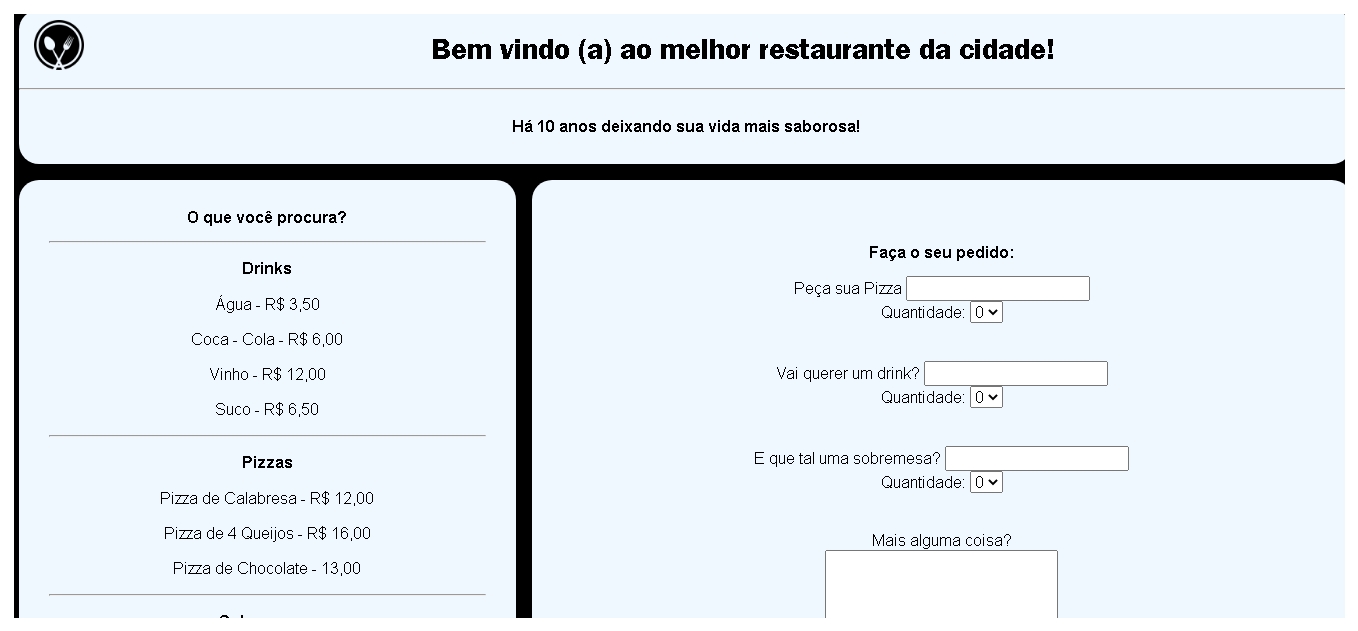 Bem vindo (a) ao melhor restaurante da cidade!
Há 10 anos deixando sua vida mais saborosa!
O que você procura?
Drinks
Água - R$ 3,50
Coca - Cola - R$ 6,00
Vinho - R$ 12,00
Suco - R$ 6,50
Pizzas
Pizza de Calabresa - R$ 12,00
Pizza de 4 Queijos - R$ 16,00
Pizza de Chocolate - 13,00
Faça o seu pedido:
Peça sua Pizza
Quantidade: 0
Vai querer um drink?
Quantidade: 0
E que tal uma sobremesa?
Quantidade: 0
Mais alguma coisa?